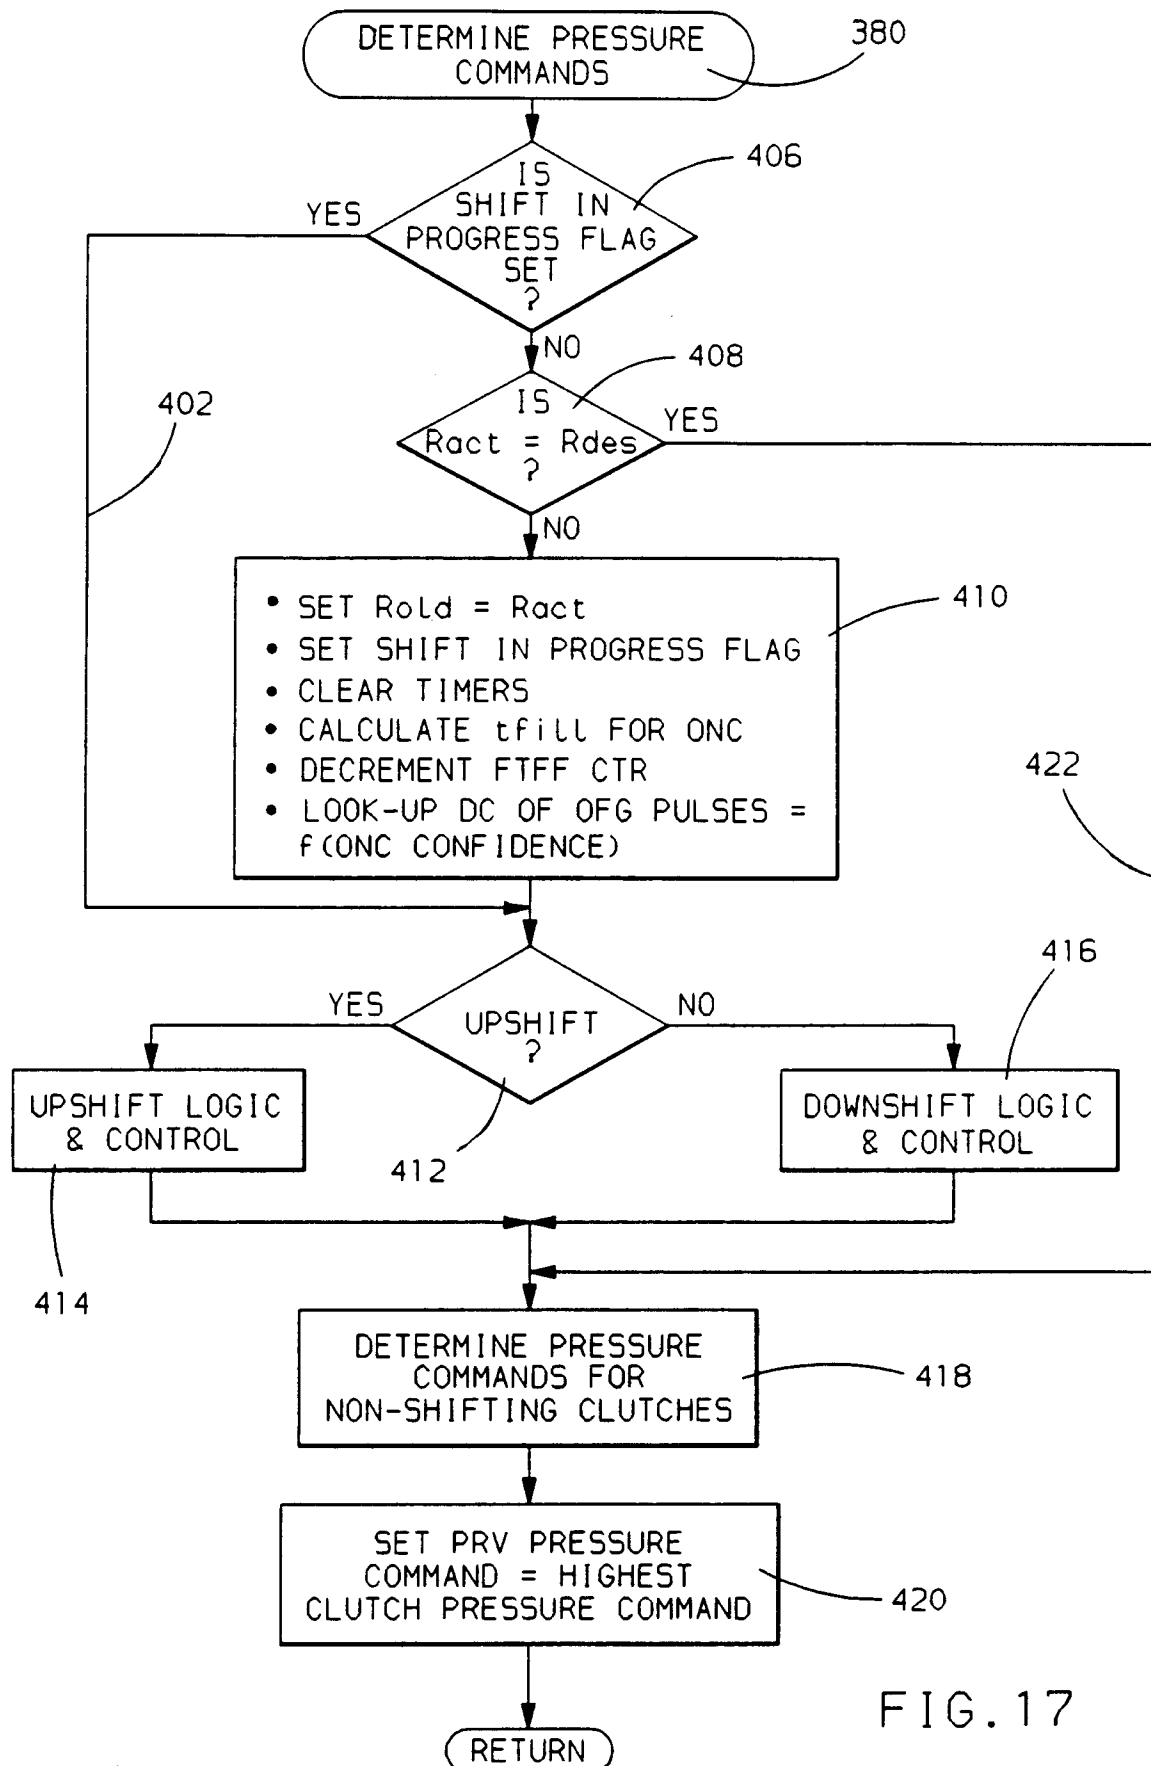 DETERMINE PRESSURE
COMMANDS
380
IS
SHIFT IN
PROGRESS FLAG
SET
?
406
YES
NO
408
IS
Ract = Rdes
?
YES
402
NO
• SET Rold = Ract
• SET SHIFT IN PROGRESS FLAG
• CLEAR TIMERS
• CALCULATE tfill FOR ONC
• DECREMENT FTFF CTR
• LOOK-UP DC OF OFG PULSES =
f(ONC CONFIDENCE)
410
422
416
YES
UPSHIFT
?
NO
UPSHIFT LOGIC
& CONTROL
DOWNSHIFT LOGIC
& CONTROL
412
414
DETERMINE PRESSURE
COMMANDS FOR
NON-SHIFTING CLUTCHES
418
SET PRV PRESSURE
COMMAND = HIGHEST
CLUTCH PRESSURE COMMAND
420
FIG.17
RETURN